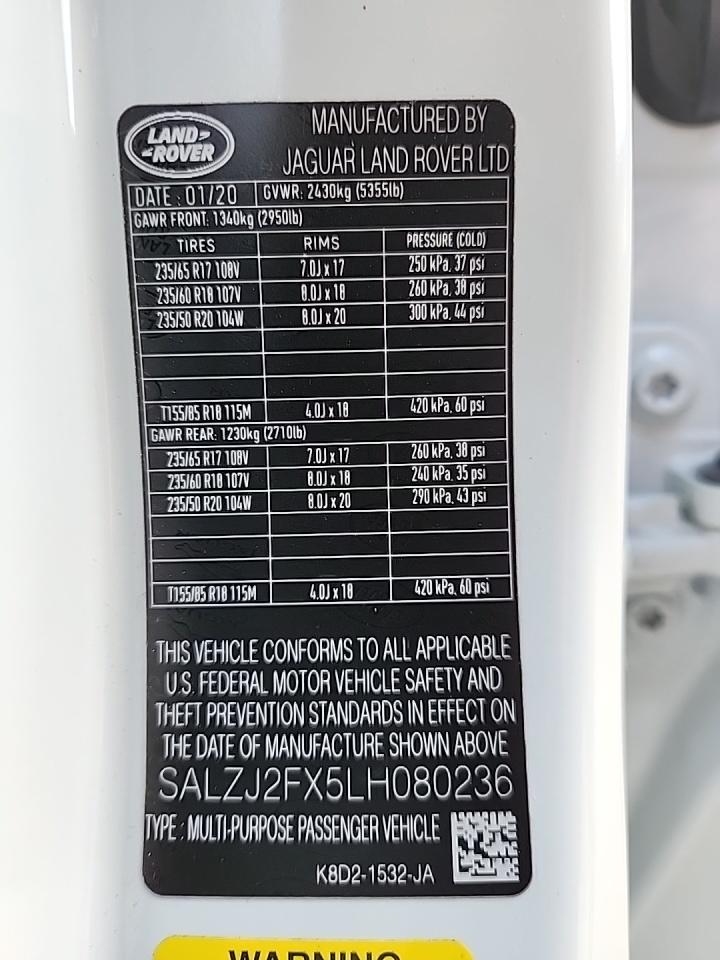 LAND-
-ROVER
MANUFACTURED BY
JAGUAR LAND ROVER LTD
DATE : 01/20 GVWR: 2430kg (5355lb)
GAWR FRONT: 1340kg (2950lb)
TIRES RIMS PRESSURE (COLD)
235/65 R17 108V 7.0J x 17 250 kPa, 37 psi
235/60 R18 107V 8.0J x 18 260 kPa, 38 psi
235/50 R20 104W 8.0J x 20 300 kPa, 44 psi
T155/85 R18 115M 4.0J x 18 420 kPa, 60 psi
GAWR REAR: 1230kg (2710lb)
235/65 R17 108V 7.0J x 17 260 kPa, 38 psi
235/60 R18 107V 8.0J x 18 240 kPa, 35 psi
235/50 R20 104W 8.0J x 20 290 kPa, 43 psi
T155/85 R18 115M 4.0J x 18 420 kPa, 60 psi
THIS VEHICLE CONFORMS TO ALL APPLICABLE
U.S. FEDERAL MOTOR VEHICLE SAFETY AND
THEFT PREVENTION STANDARDS IN EFFECT ON
THE DATE OF MANUFACTURE SHOWN ABOVE
SALZJ2FX5LH080236
TYPE : MULTI-PURPOSE PASSENGER VEHICLE
K8D2-1532-JA
WARNING